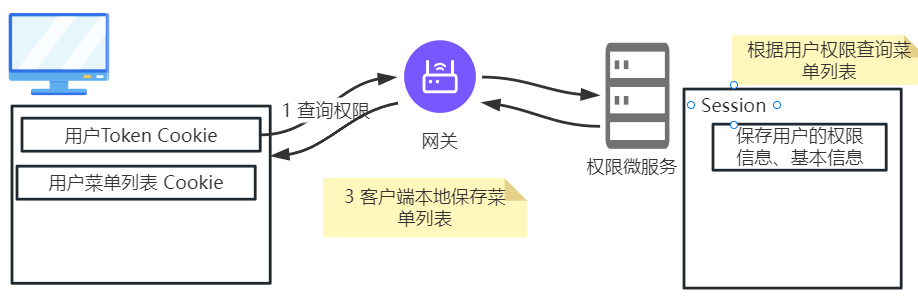 根据用户权限查询菜
单列表
Session
保存用户的权限
信息、基本信息
1 查询权限
用户Token Cookie
网关
权限微服务
用户菜单列表 Cookie
3 客户端本地保存菜
单列表